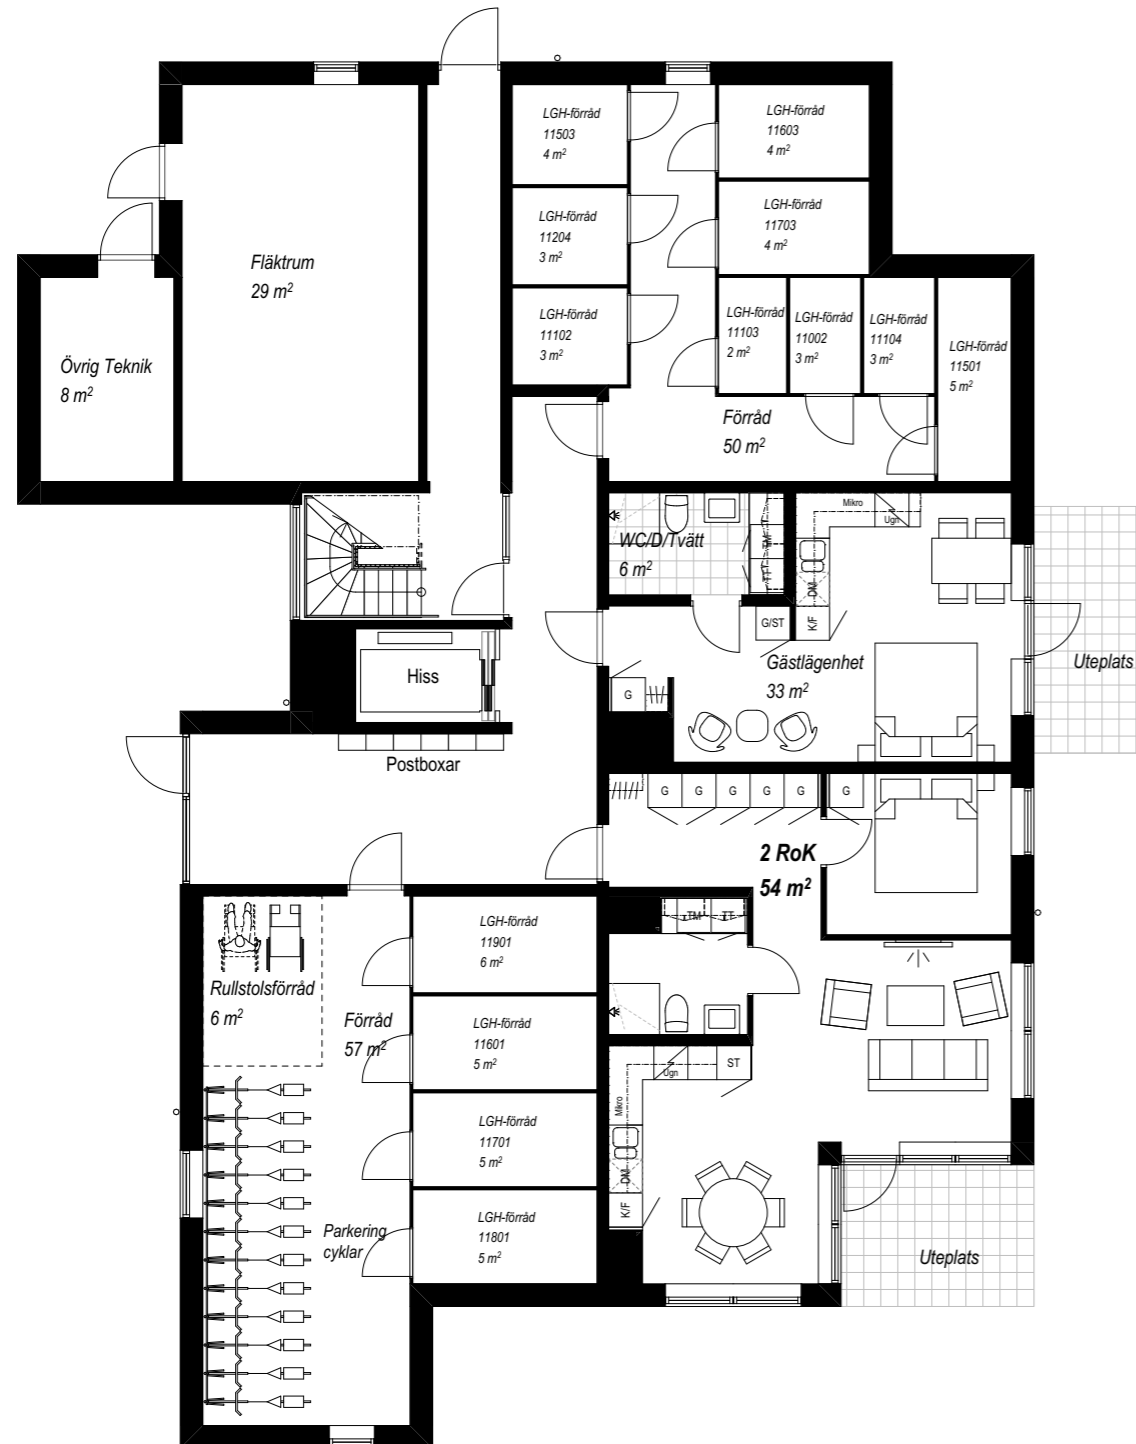 LGH-förråd
11503
4 m²
LGH-förråd
11603
4 m²
LGH-förråd
11204
3 m²
LGH-förråd
11703
4 m²
Fläktrum
29 m²
LGH-förråd
11102
3 m²
LGH-förråd
11103
2 m²
LGH-förråd
11002
3 m²
LGH-förråd
11104
3 m²
LGH-förråd
11501
5 m²
Övrig Teknik
8 m²
Förråd
50 m²
WC/D/Tvätt
6 m²
TM
TT
Mikro
Ugn
DM
K/F
G/ST
Gästlägenhet
33 m²
Uteplats
Hiss
G
Postboxar
G
G
G
G
G
G
2 RoK
54 m²
LGH-förråd
11901
6 m²
TM
TT
Rullstolsförråd
6 m²
Förråd
57 m²
LGH-förråd
11601
5 m²
Ugn
ST
Mikro
DM
K/F
LGH-förråd
11701
5 m²
Parkering
cyklar
LGH-förråd
11801
5 m²
Uteplats